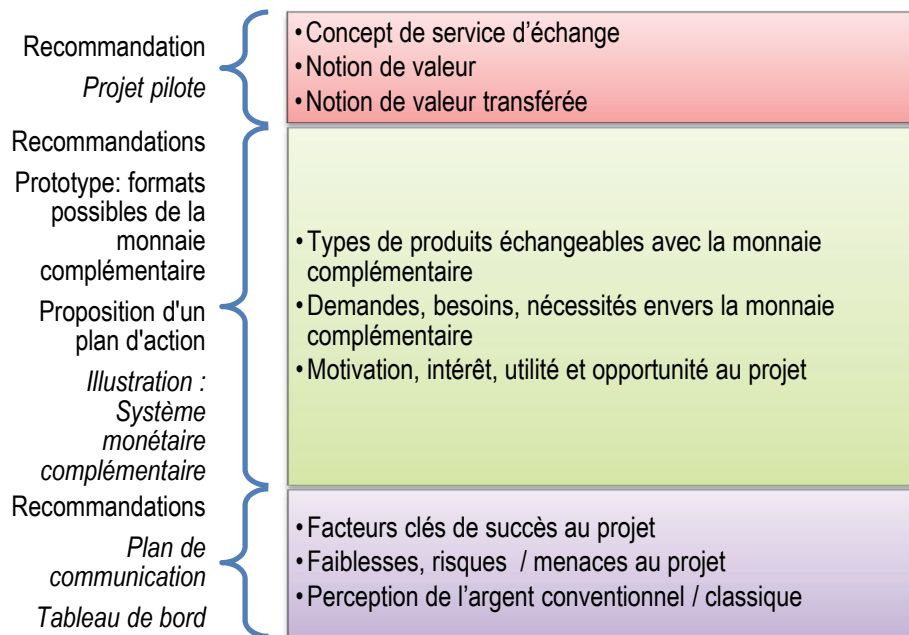 Recommandation
Projet pilote
• Concept de service d’échange
• Notion de valeur
• Notion de valeur transférée
Recommandations
Prototype: formats
possibles de la
monnaie
complémentaire
Proposition d'un
plan d'action
Illustration :
Système
monétaire
complémentaire
• Types de produits échangeables avec la monnaie
complémentaire
• Demandes, besoins, nécessités envers la monnaie
complémentaire
• Motivation, intérêt, utilité et opportunité au projet
Recommandations
Plan de
communication
Tableau de bord
• Facteurs clés de succès au projet
• Faiblesses, risques / menaces au projet
• Perception de l’argent conventionnel / classique